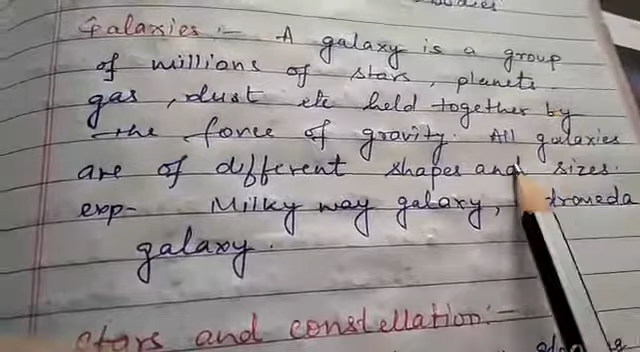 Galaxies :- A galaxy is a group
of millions of stars, planets
gas, dust etc held together by
the force of gravity. All galaxies
are of different shapes and sizes.
exp- Milky way galaxy,
galaxy.
stars and constellation:-